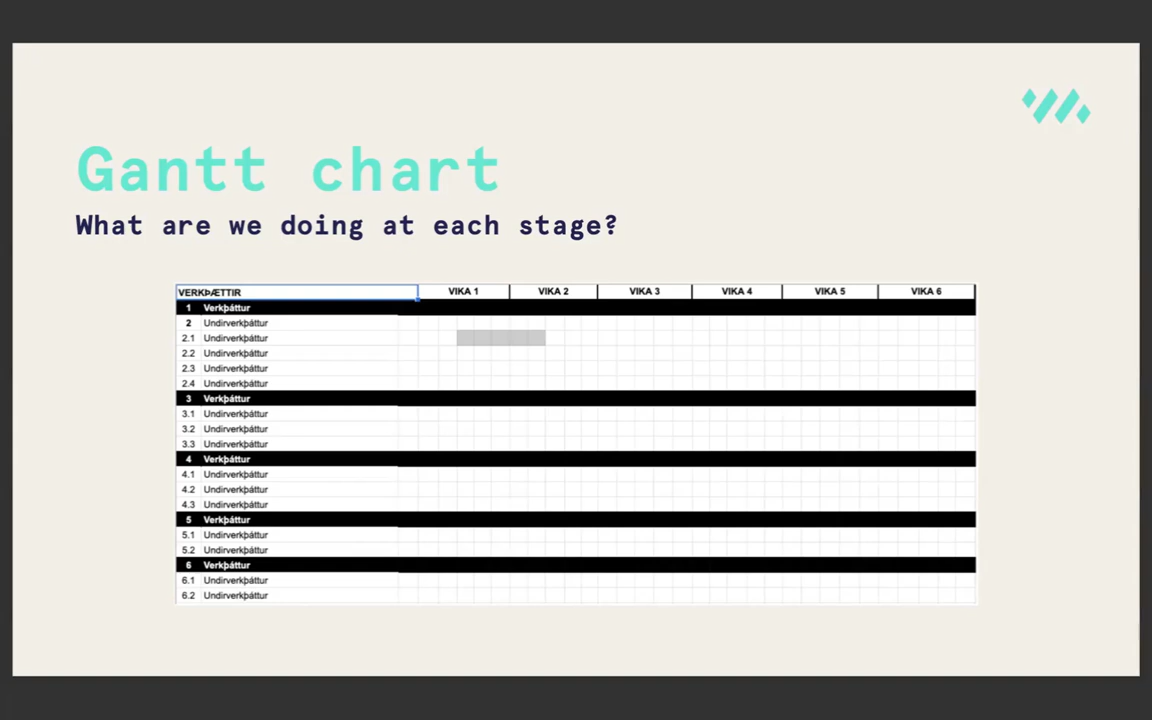 Gantt chart
What are we doing at each stage?
VERKÞÆTTIR VIKA 1 VIKA 2 VIKA 3 VIKA 4 VIKA 5 VIKA 6
1 Verkþáttur
2 Undirverkþáttur
2.1 Undirverkþáttur
2.2 Undirverkþáttur
2.3 Undirverkþáttur
2.4 Undirverkþáttur
3 Verkþáttur
3.1 Undirverkþáttur
3.2 Undirverkþáttur
3.3 Undirverkþáttur
4 Verkþáttur
4.1 Undirverkþáttur
4.2 Undirverkþáttur
4.3 Undirverkþáttur
5 Verkþáttur
5.1 Undirverkþáttur
5.2 Undirverkþáttur
6 Verkþáttur
6.1 Undirverkþáttur
6.2 Undirverkþáttur